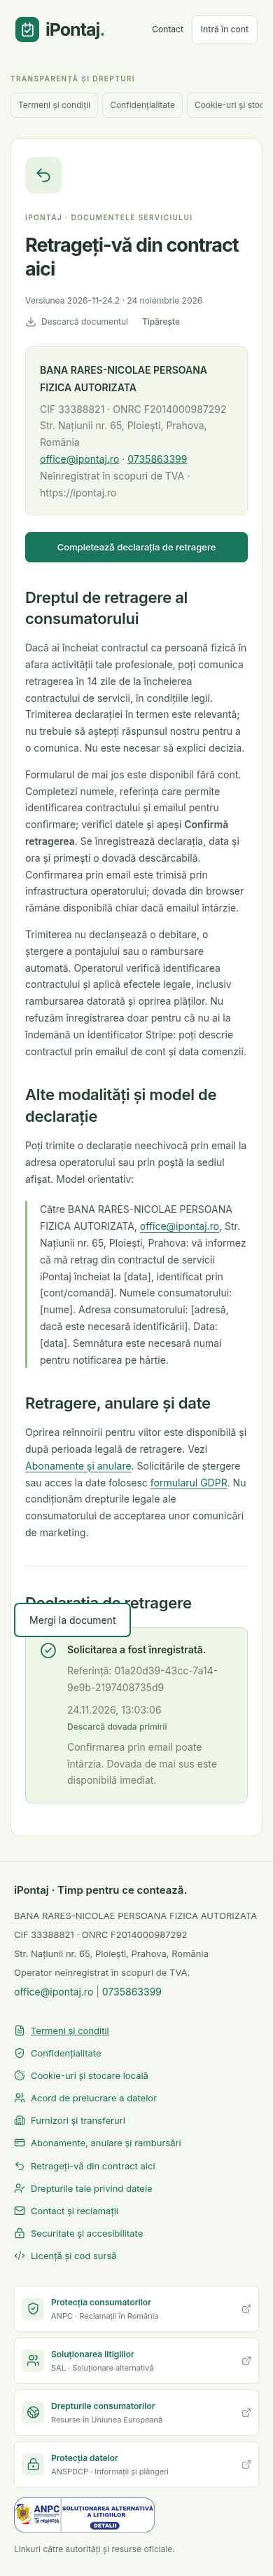 iPontaj.
Contact
Intră în cont
TRANSPARENȚĂ ȘI DREPTURI
Termeni și condiții
Confidențialitate
Cookie-uri și stoc
IPONTAJ · DOCUMENTELE SERVICIULUI
Retrageți-vă din contract
aici
Versiunea 2026-11-24.2 · 24 noiembrie 2026
Descarcă documentul
Tipărește
BANA RARES-NICOLAE PERSOANA
FIZICA AUTORIZATA
CIF 33388821 · ONRC F2014000987292
Str. Națiunii nr. 65, Ploiești, Prahova,
România
office@ipontaj.ro · 0735863399
Neînregistrat în scopuri de TVA ·
https://ipontaj.ro
Completează declarația de retragere
Dreptul de retragere al
consumatorului
Dacă ai încheiat contractul ca persoană fizică în
afara activității tale profesionale, poți comunica
retragerea în 14 zile de la încheierea
contractului de servicii, în condițiile legii.
Trimiterea declarației în termen este relevantă;
nu trebuie să aștepți răspunsul nostru pentru a
o comunica. Nu este necesar să explici decizia.
Formularul de mai jos este disponibil fără cont.
Completezi numele, referința care permite
identificarea contractului și emailul pentru
confirmare; verifici datele și apeși Confirmă
retragerea. Se înregistrează declarația, data și
ora și primești o dovadă descărcabilă.
Confirmarea prin email este trimisă prin
infrastructura operatorului; dovada din browser
rămâne disponibilă chiar dacă emailul întârzie.
Trimiterea nu declanșează o debitare, o
ștergere a pontajului sau o rambursare
automată. Operatorul verifică identificarea
contractului și aplică efectele legale, inclusiv
rambursarea datorată și oprirea plăților. Nu
refuzăm înregistrarea doar pentru că nu ai la
îndemână un identificator Stripe: poți descrie
contractul prin emailul de cont și data comenzii.
Alte modalități și model de
declarație
Poți trimite o declarație neechivocă prin email la
adresa operatorului sau prin poștă la sediul
afișat. Model orientativ:
Către BANA RARES-NICOLAE PERSOANA
FIZICA AUTORIZATA, office@ipontaj.ro, Str.
Națiunii nr. 65, Ploiești, Prahova: vă informez
că mă retrag din contractul de servicii
iPontaj încheiat la [data], identificat prin
[cont/comandă]. Numele consumatorului:
[nume]. Adresa consumatorului: [adresă,
dacă este necesară identificării]. Data:
[data]. Semnătura este necesară numai
pentru notificarea pe hârtie.
Retragere, anulare și date
Oprirea reînnoirii pentru viitor este disponibilă și
după perioada legală de retragere. Vezi
Abonamente și anulare. Solicitările de ștergere
sau acces la date folosesc formularul GDPR. Nu
condiționăm drepturile legale ale
consumatorului de acceptarea unor comunicări
de marketing.
Declarația de retragere
Mergi la document
Solicitarea a fost înregistrată.
Referință: 01a20d39-43cc-7a14-
9e9b-2197408735d9
24.11.2026, 13:03:06
Descarcă dovada primirii
Confirmarea prin email poate
întârzia. Dovada de mai sus este
disponibilă imediat.
iPontaj · Timp pentru ce contează.
BANA RARES-NICOLAE PERSOANA FIZICA AUTORIZATA
CIF 33388821 · ONRC F2014000987292
Str. Națiunii nr. 65, Ploiești, Prahova, România
Operator neînregistrat în scopuri de TVA.
office@ipontaj.ro | 0735863399
Termeni și condiții
Confidențialitate
Cookie-uri și stocare locală
Acord de prelucrare a datelor
Furnizori și transferuri
Abonamente, anulare și rambursări
Retrageți-vă din contract aici
Drepturile tale privind datele
Contact și reclamații
Securitate și accesibilitate
Licență și cod sursă
Protecția consumatorilor
ANPC · Reclamații în România
Soluționarea litigiilor
SAL · Soluționare alternativă
Drepturile consumatorilor
Resurse în Uniunea Europeană
Protecția datelor
ANSPDCP · Informații și plângeri
ANPC
SOLUȚIONAREA ALTERNATIVĂ
A LITIGIILOR
DETALII
Linkuri către autorități și resurse oficiale.